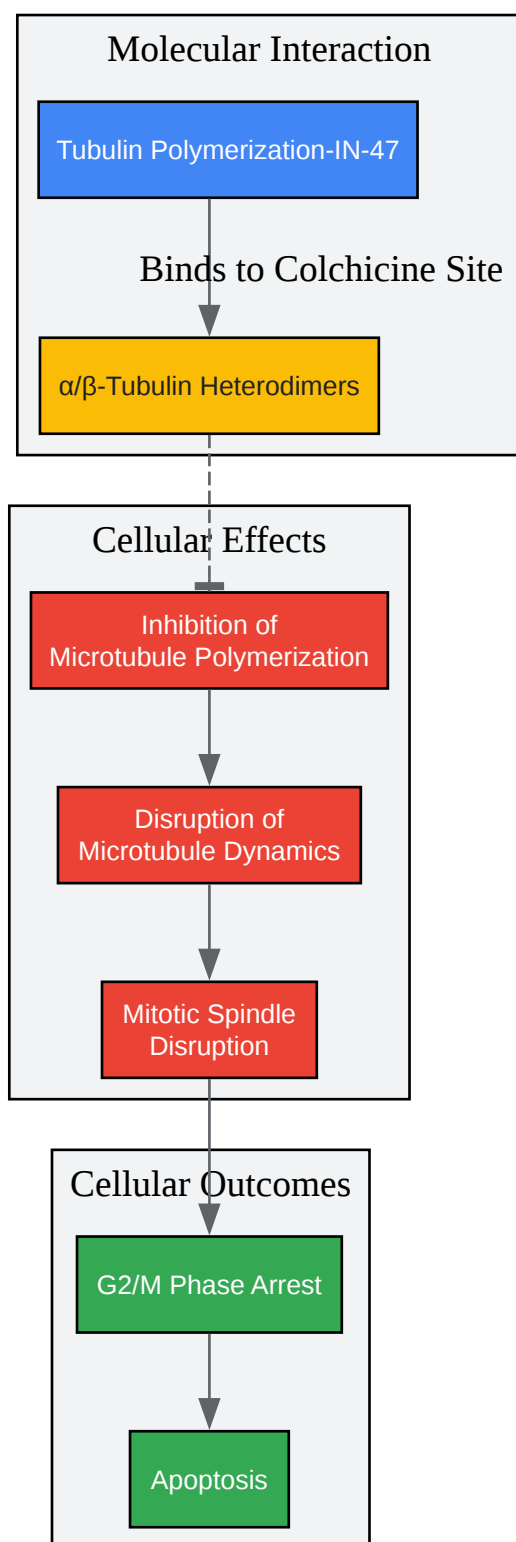 Molecular Interaction
Tubulin Polymerization-IN-47
Binds to Colchicine Site
α/β-Tubulin Heterodimers
Cellular Effects
Inhibition of
Microtubule Polymerization
Disruption of
Microtubule Dynamics
Mitotic Spindle
Disruption
Cellular Outcomes
G2/M Phase Arrest
Apoptosis